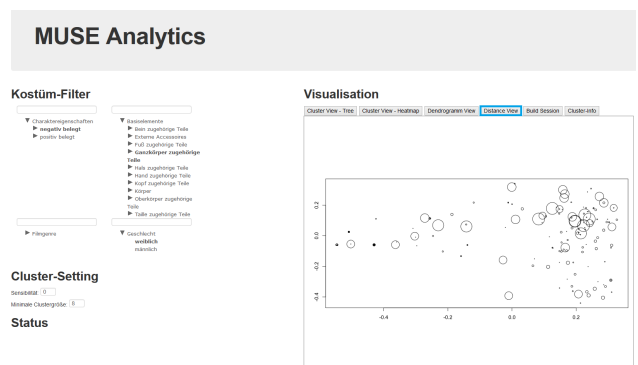 MUSE Analytics
Kostüm-Filter
Charaktereigenschaften
negativ belegt
positiv belegt
Basiselemente
Bein zugehörige Teile
Externe Accessoires
Fuß zugehörige Teile
Ganzkörper zugehörige
Teile
Hals zugehörige Teile
Hand zugehörige Teile
Kopf zugehörige Teile
Körper
Oberkörper zugehörige
Teile
Taille zugehörige Teile
Filmgenre
Geschlecht
weiblich
männlich
Cluster-Setting
Sensibilität: 0
Minimale Clustergröße: 8
Status
Visualisation
Cluster View - Tree Cluster View - Heatmap Dendrogramm View Distance View Build Session Cluster-Info
0.2
0.0
-0.2
-0.4
-0.4 -0.2 0.0 0.2